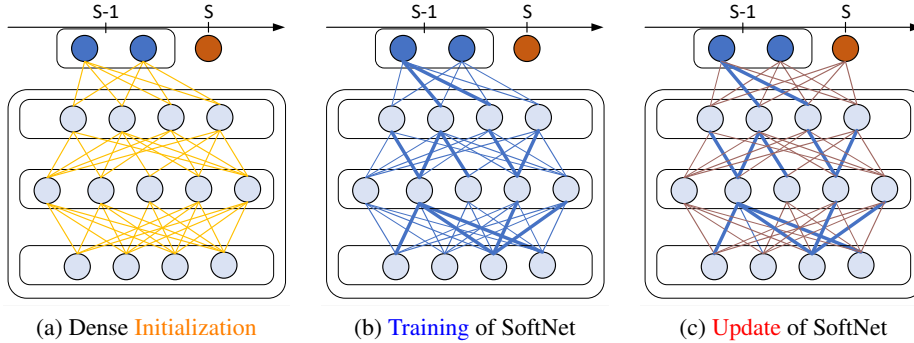 S-1 S
S-1 S
S-1 S
(a) Dense Initialization
(b) Training of SoftNet
(c) Update of SoftNet